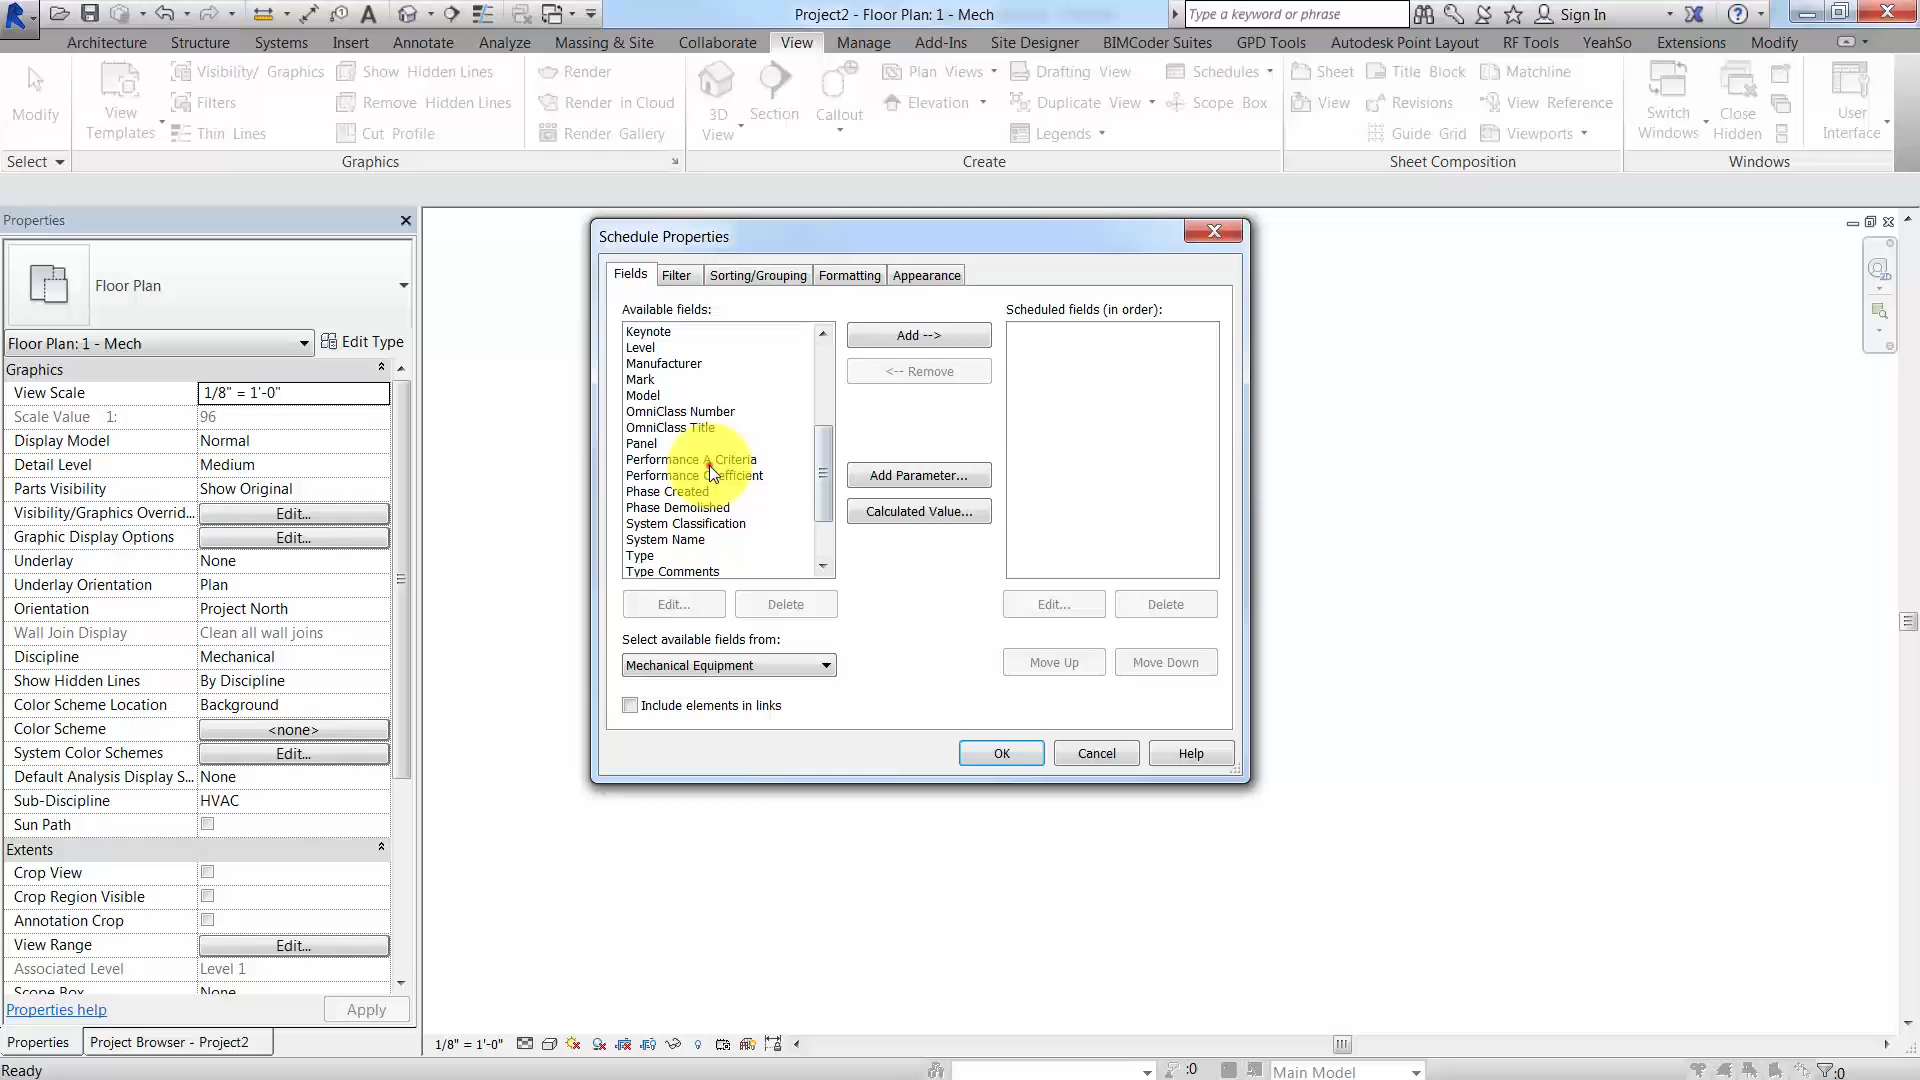 Project2 - Floor Plan: 1 - Mech
Type a keyword or phrase
Sign In
Architecture Structure Systems Insert Annotate Analyze Massing & Site Collaborate View Manage Add-Ins Site Designer BIMCoder Suites GPD Tools Autodesk Point Layout RF Tools YeahSo Extensions Modify
Modify
View Templates
Visibility/ Graphics
Filters
Thin Lines
Show Hidden Lines
Remove Hidden Lines
Cut Profile
Render
Render in Cloud
Render Gallery
3D View
Section
Callout
Plan Views
Elevation
Drafting View
Duplicate View
Legends
Schedules
Scope Box
Sheet
View
Title Block
Revisions
Guide Grid
Matchline
View Reference
Viewports
Switch Windows
Close Hidden
User Interface
Select
Graphics
Create
Sheet Composition
Windows
Properties
Floor Plan
Floor Plan: 1 - Mech
Edit Type
Graphics
View Scale 1/8" = 1'-0"
Scale Value 1: 96
Display Model Normal
Detail Level Medium
Parts Visibility Show Original
Visibility/Graphics Overrid... Edit...
Graphic Display Options Edit...
Underlay None
Underlay Orientation Plan
Orientation Project North
Wall Join Display Clean all wall joins
Discipline Mechanical
Show Hidden Lines By Discipline
Color Scheme Location Background
Color Scheme <none>
System Color Schemes Edit...
Default Analysis Display S... None
Sub-Discipline HVAC
Sun Path
Extents
Crop View
Crop Region Visible
Annotation Crop
View Range Edit...
Associated Level Level 1
Scope Box None
Properties help
Apply
Properties
Project Browser - Project2
Ready
Schedule Properties
Fields Filter Sorting/Grouping Formatting Appearance
Available fields:
Keynote
Level
Manufacturer
Mark
Model
OmniClass Number
OmniClass Title
Panel
Performance A Criteria
Performance Coefficient
Phase Created
Phase Demolished
System Classification
System Name
Type
Type Comments
Add -->
<-- Remove
Add Parameter...
Calculated Value...
Scheduled fields (in order):
Edit...
Delete
Edit...
Delete
Select available fields from:
Mechanical Equipment
Move Up
Move Down
Include elements in links
OK
Cancel
Help
1/8" = 1'-0"
:0
Main Model
:0